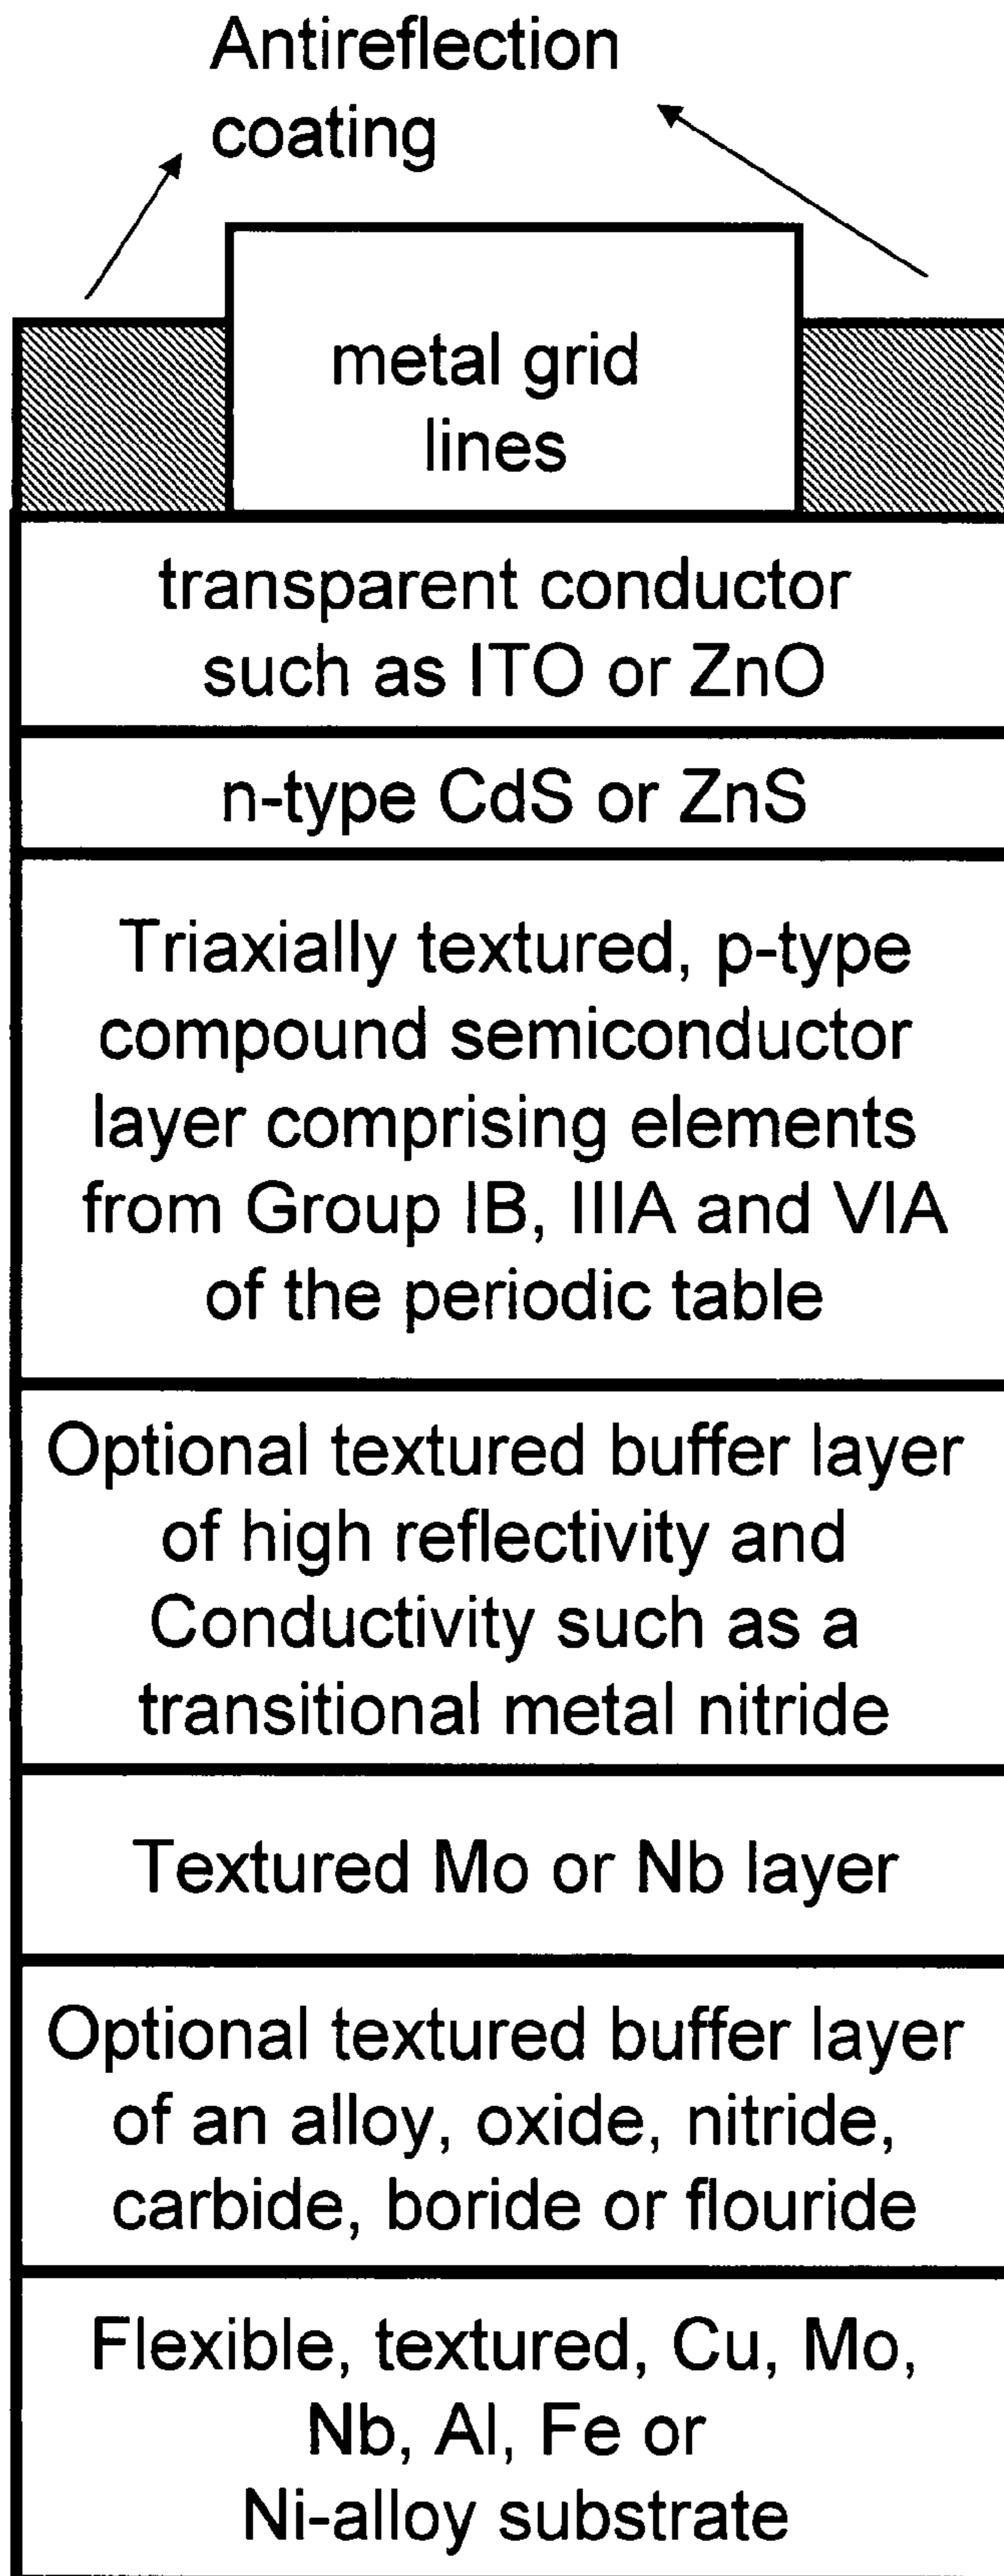 Antireflection
coating
metal grid
lines
transparent conductor
such as ITO or ZnO
n-type CdS or ZnS
Triaxially textured, p-type
compound semiconductor
layer comprising elements
from Group IB, IIIA and VIA
of the periodic table
Optional textured buffer layer
of high reflectivity and
Conductivity such as a
transitional metal nitride
Textured Mo or Nb layer
Optional textured buffer layer
of an alloy, oxide, nitride,
carbide, boride or flouride
Flexible, textured, Cu, Mo,
Nb, Al, Fe or
Ni-alloy substrate